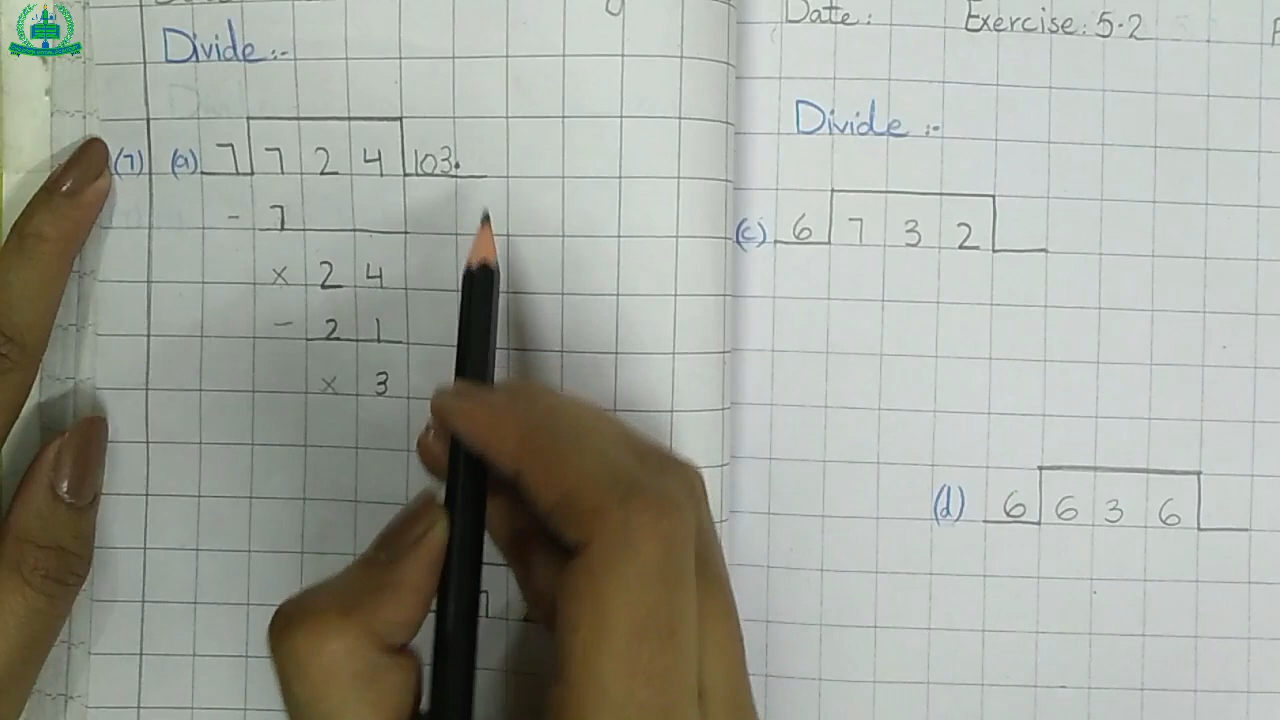 Divide:-
(7) (a) 7 7 2 4 103.
- 7
x 2 4
- 2 1
x 3
Date: Exercise: 5.2
Divide :-
(c) 6 7 3 2
(d) 6 6 3 6